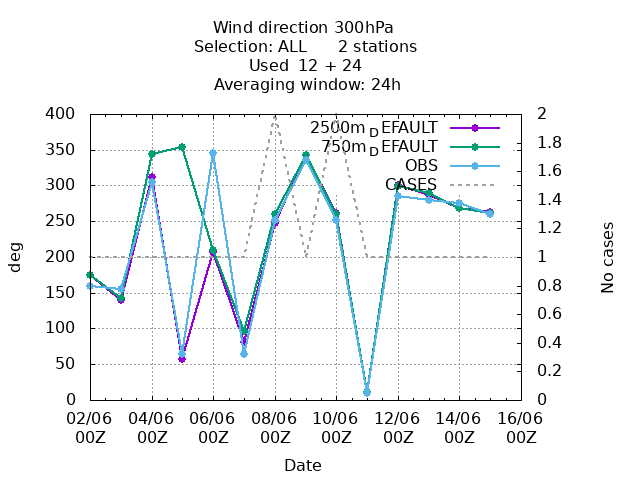 Wind direction 300hPa
Selection: ALL 2 stations
Used 12 + 24
Averaging window: 24h
2500m_DEFAULT
750m_DEFAULT
OBS
CASES
400
350
300
250
200
150
100
50
0
deg
2
1.8
1.6
1.4
1.2
1
0.8
0.6
0.4
0.2
0
No cases
02/06 04/06 06/06 08/06 10/06 12/06 14/06 16/06
00Z 00Z 00Z 00Z 00Z 00Z 00Z 00Z
Date